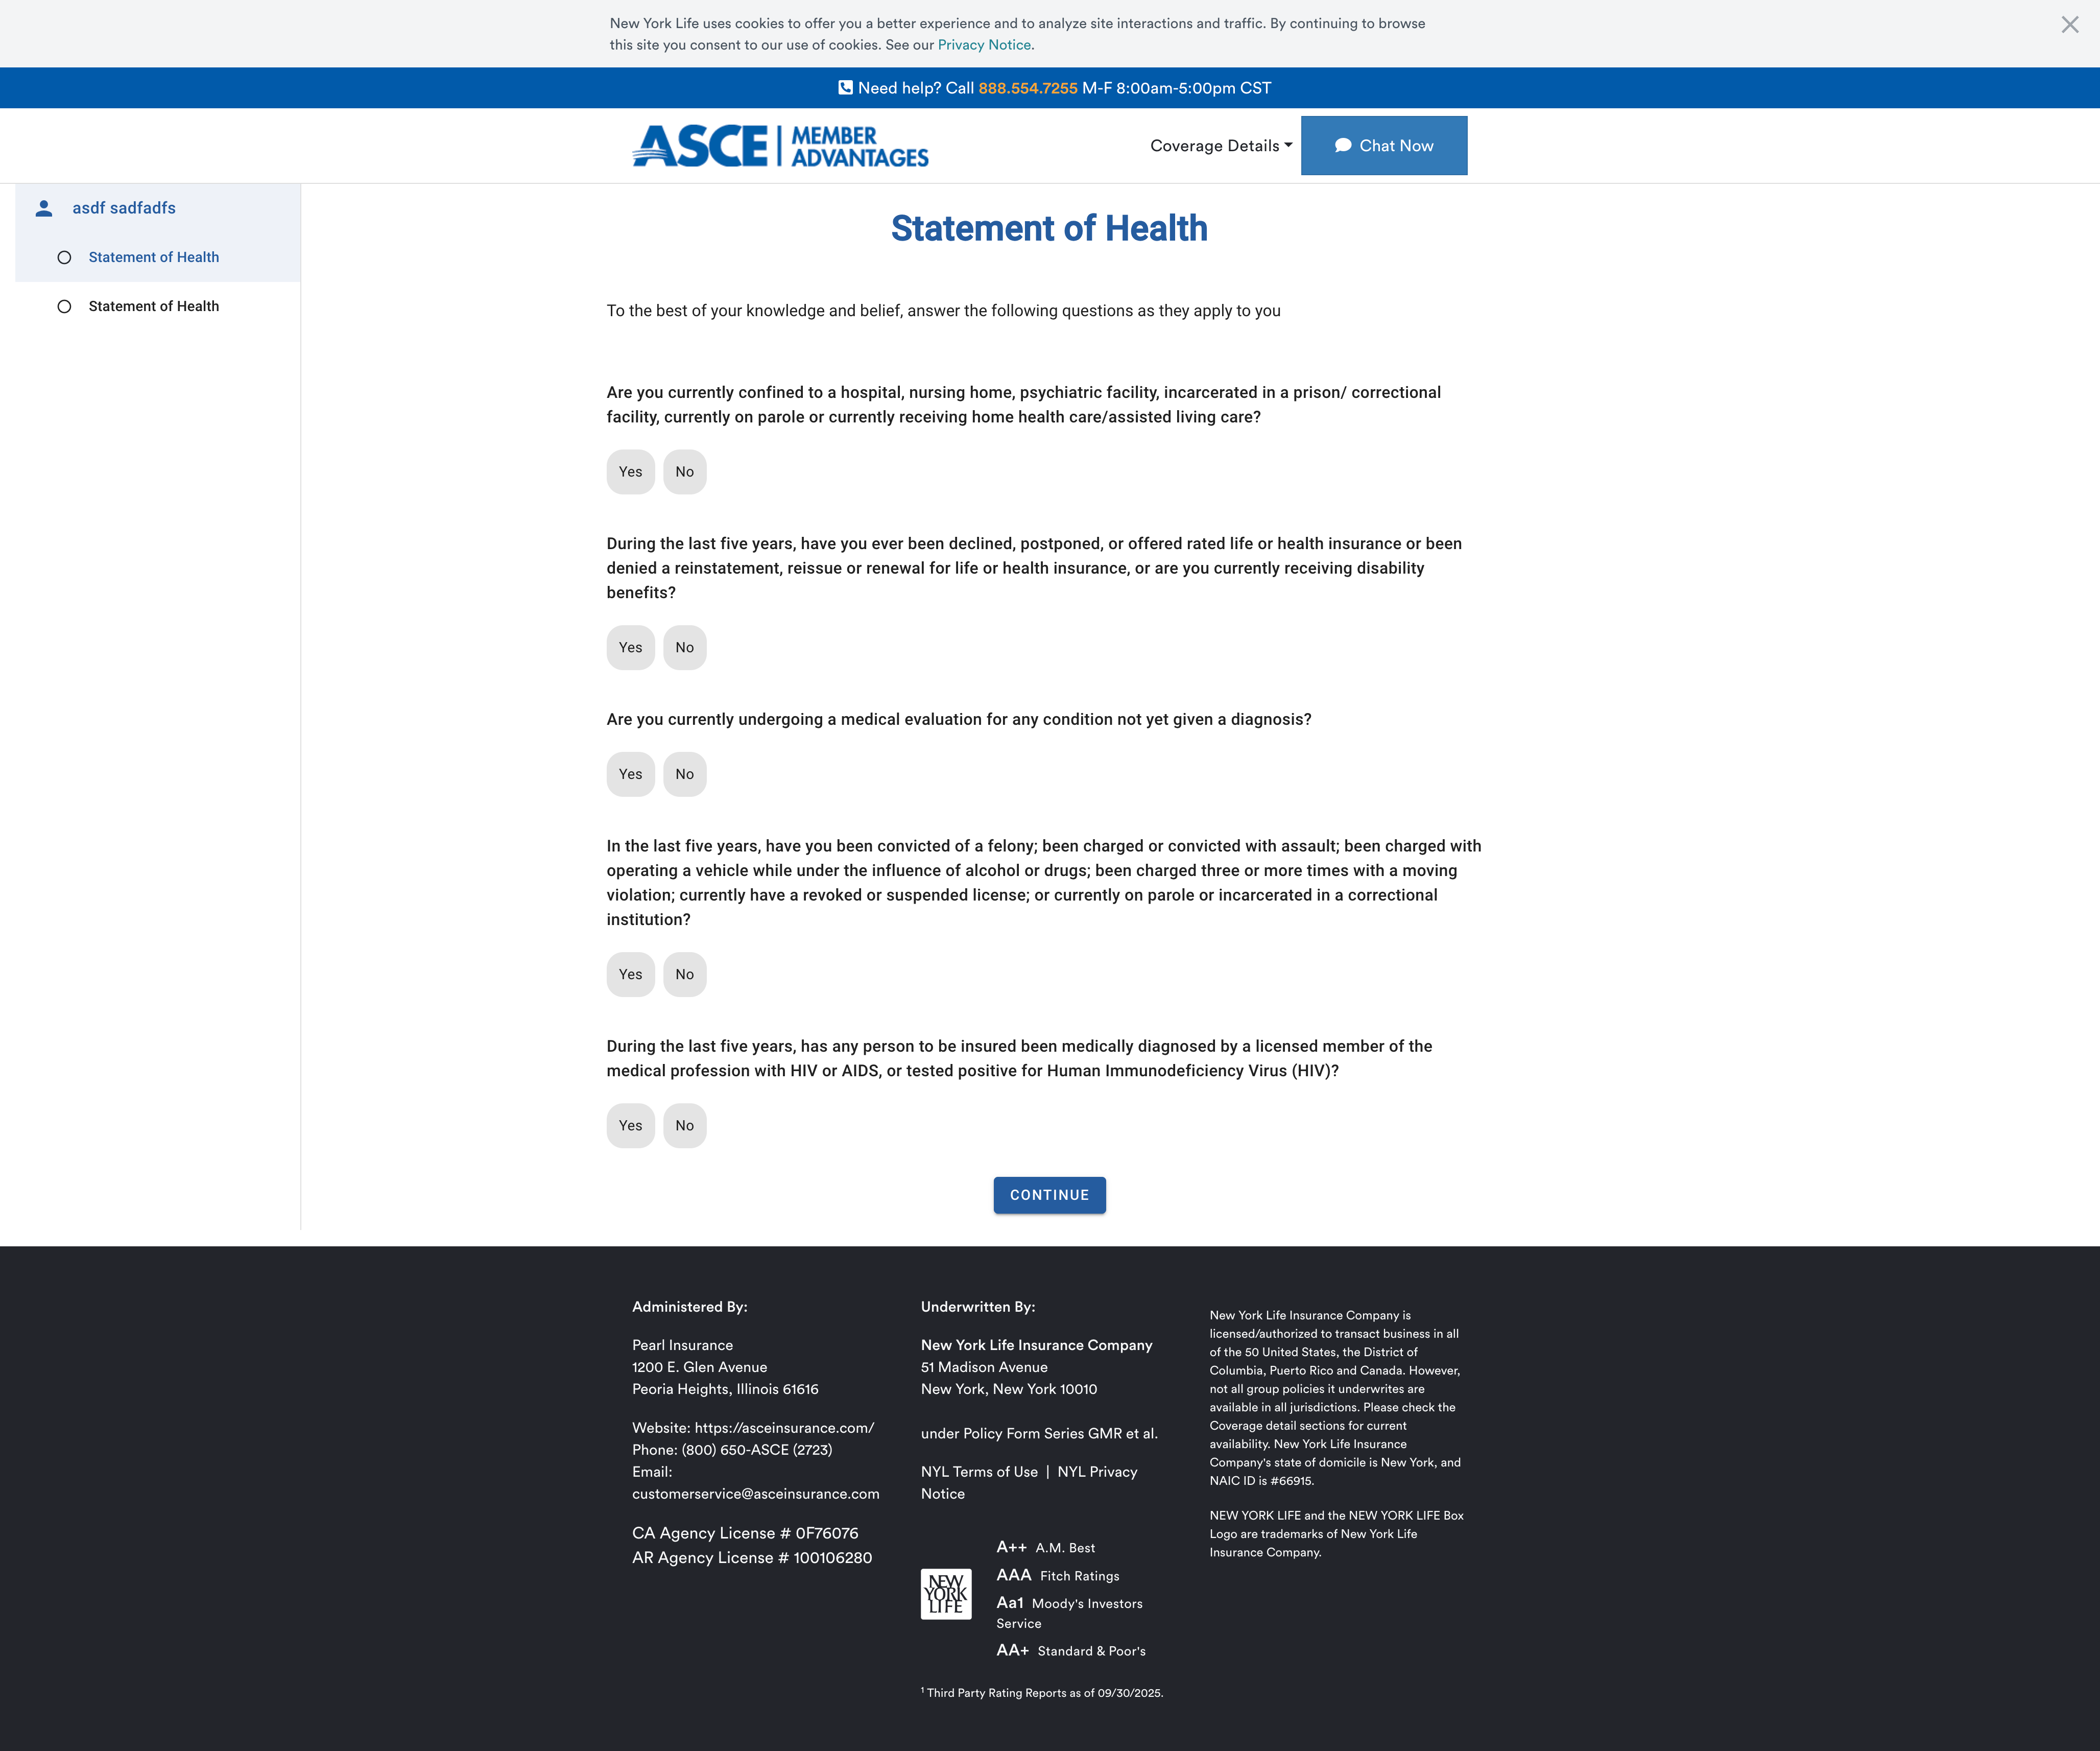 New York Life uses cookies to offer you a better experience and to analyze site interactions and traffic. By continuing to browse
this site you consent to our use of cookies. See our Privacy Notice.
Need help? Call 888.554.7255 M-F 8:00am-5:00pm CST
ASCE | MEMBER
ADVANTAGES
Coverage Details
Chat Now
asdf sadfadfs
Statement of Health
Statement of Health
Statement of Health
To the best of your knowledge and belief, answer the following questions as they apply to you
Are you currently confined to a hospital, nursing home, psychiatric facility, incarcerated in a prison/ correctional
facility, currently on parole or currently receiving home health care/assisted living care?
Yes No
During the last five years, have you ever been declined, postponed, or offered rated life or health insurance or been
denied a reinstatement, reissue or renewal for life or health insurance, or are you currently receiving disability
benefits?
Yes No
Are you currently undergoing a medical evaluation for any condition not yet given a diagnosis?
Yes No
In the last five years, have you been convicted of a felony; been charged or convicted with assault; been charged with
operating a vehicle while under the influence of alcohol or drugs; been charged three or more times with a moving
violation; currently have a revoked or suspended license; or currently on parole or incarcerated in a correctional
institution?
Yes No
During the last five years, has any person to be insured been medically diagnosed by a licensed member of the
medical profession with HIV or AIDS, or tested positive for Human Immunodeficiency Virus (HIV)?
Yes No
CONTINUE
Administered By:
Pearl Insurance
1200 E. Glen Avenue
Peoria Heights, Illinois 61616
Website: https://asceinsurance.com/
Phone: (800) 650-ASCE (2723)
Email:
customerservice@asceinsurance.com
CA Agency License # 0F76076
AR Agency License # 100106280
Underwritten By:
New York Life Insurance Company
51 Madison Avenue
New York, New York 10010
under Policy Form Series GMR et al.
NYL Terms of Use | NYL Privacy
Notice
NEW
YORK
LIFE
A++ A.M. Best
AAA Fitch Ratings
Aa1 Moody's Investors
Service
AA+ Standard & Poor's
1 Third Party Rating Reports as of 09/30/2025.
New York Life Insurance Company is
licensed/authorized to transact business in all
of the 50 United States, the District of
Columbia, Puerto Rico and Canada. However,
not all group policies it underwrites are
available in all jurisdictions. Please check the
Coverage detail sections for current
availability. New York Life Insurance
Company's state of domicile is New York, and
NAIC ID is #66915.
NEW YORK LIFE and the NEW YORK LIFE Box
Logo are trademarks of New York Life
Insurance Company.